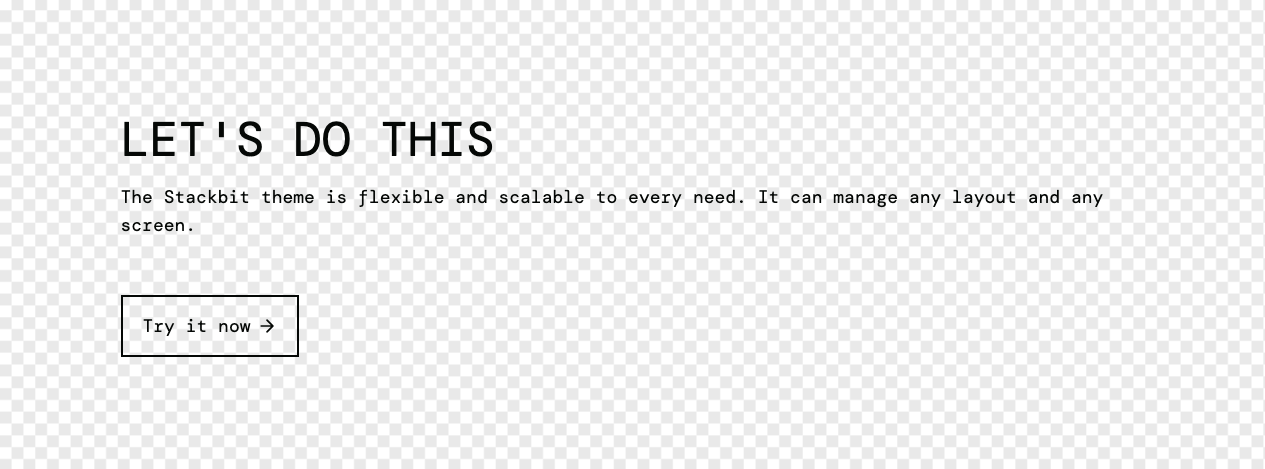 LET'S DO THIS
The Stackbit theme is flexible and scalable to every need. It can manage any layout and any
screen.
Try it now →